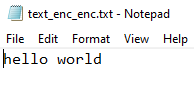 text_enc_enc.txt - Notepad
File Edit Format View Help
hello world